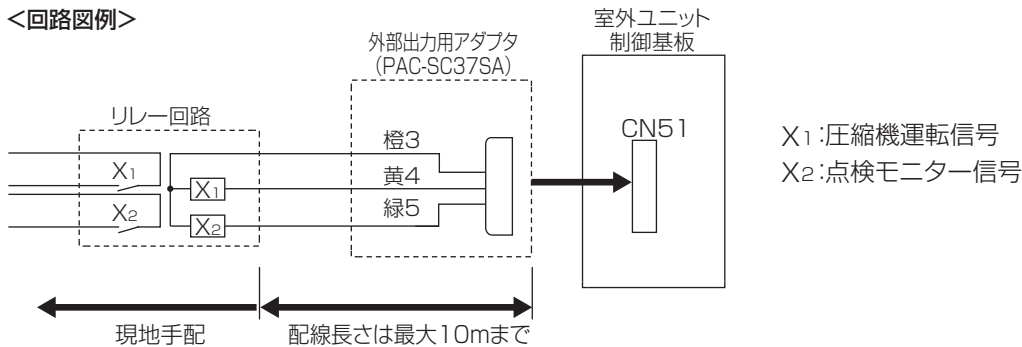 <回路図例>
室外ユニット
制御基板
外部出力用アダプタ
（PAC-SC37SA）
リレー回路
橙3
CN51
X1:圧縮機運転信号
X1
黄4
X1
X2:点検モニター信号
X2
緑5
X2
現地手配
配線長さは最大10mまで